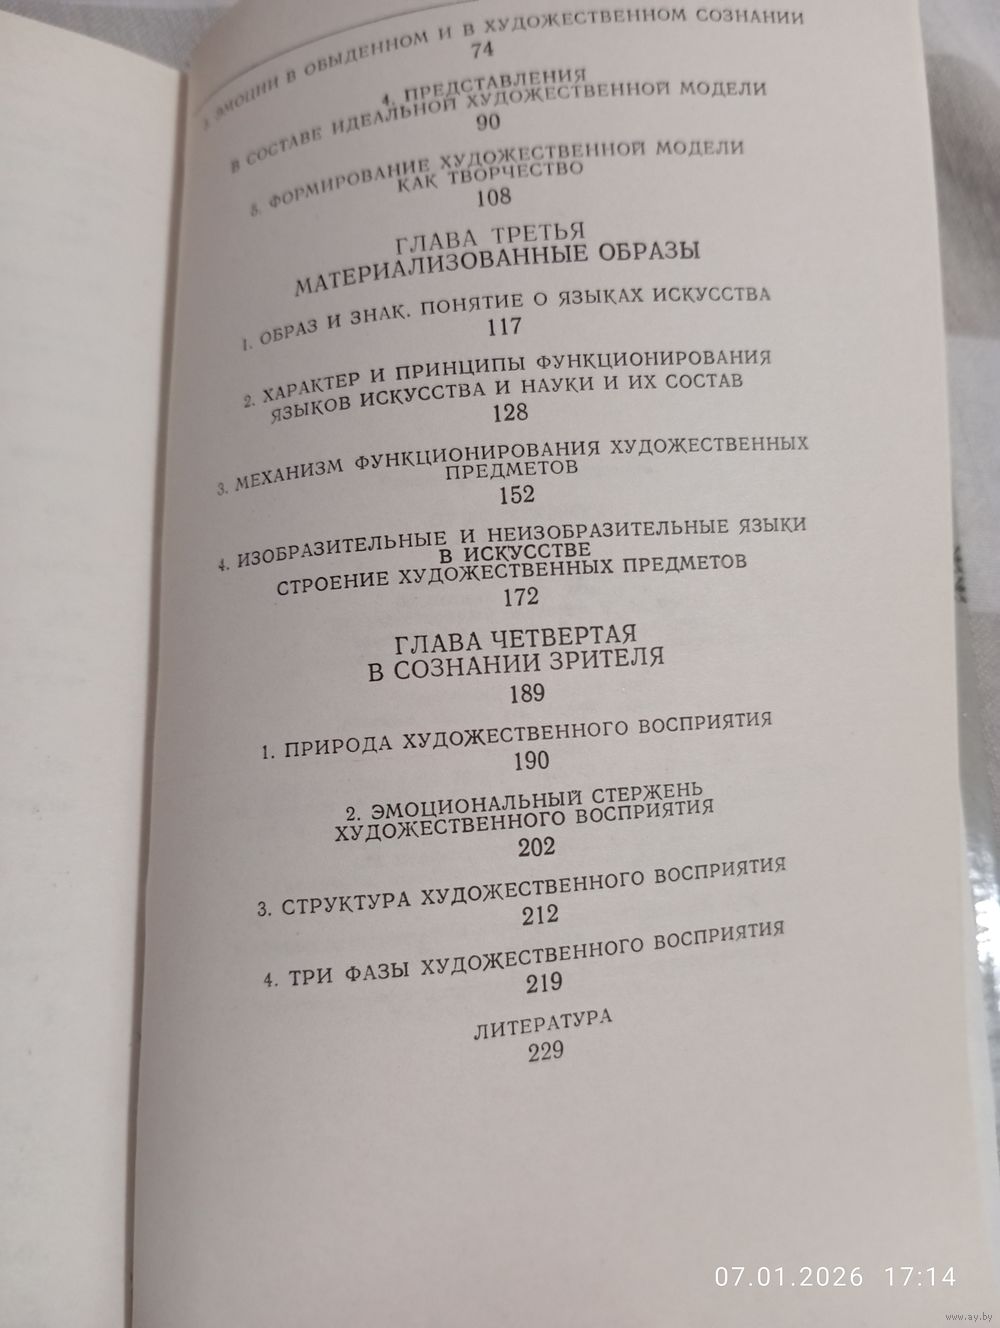 3. ЭМОЦИИ В ОБЫДЕННОМ И В ХУДОЖЕСТВЕННОМ СОЗНАНИИ
74
4. ПРЕДСТАВЛЕНИЯ
В СОСТАВЕ ИДЕАЛЬНОЙ ХУДОЖЕСТВЕННОЙ МОДЕЛИ
90
5. ФОРМИРОВАНИЕ ХУДОЖЕСТВЕННОЙ МОДЕЛИ
КАК ТВОРЧЕСТВО
108
ГЛАВА ТРЕТЬЯ
МАТЕРИАЛИЗОВАННЫЕ ОБРАЗЫ
1. ОБРАЗ И ЗНАК. ПОНЯТИЕ О ЯЗЫКАХ ИСКУССТВА
117
2. ХАРАКТЕР И ПРИНЦИПЫ ФУНКЦИОНИРОВАНИЯ
ЯЗЫКОВ ИСКУССТВА И НАУКИ И ИХ СОСТАВ
128
3. МЕХАНИЗМ ФУНКЦИОНИРОВАНИЯ ХУДОЖЕСТВЕННЫХ
ПРЕДМЕТОВ
152
4. ИЗОБРАЗИТЕЛЬНЫЕ И НЕИЗОБРАЗИТЕЛЬНЫЕ ЯЗЫКИ
В ИСКУССТВЕ
СТРОЕНИЕ ХУДОЖЕСТВЕННЫХ ПРЕДМЕТОВ
172
ГЛАВА ЧЕТВЕРТАЯ
В СОЗНАНИИ ЗРИТЕЛЯ
189
1. ПРИРОДА ХУДОЖЕСТВЕННОГО ВОСПРИЯТИЯ
190
2. ЭМОЦИОНАЛЬНЫЙ СТЕРЖЕНЬ
ХУДОЖЕСТВЕННОГО ВОСПРИЯТИЯ
202
3. СТРУКТУРА ХУДОЖЕСТВЕННОГО ВОСПРИЯТИЯ
212
4. ТРИ ФАЗЫ ХУДОЖЕСТВЕННОГО ВОСПРИЯТИЯ
219
ЛИТЕРАТУРА
229
07.01.2026 17:14
www.ay.by